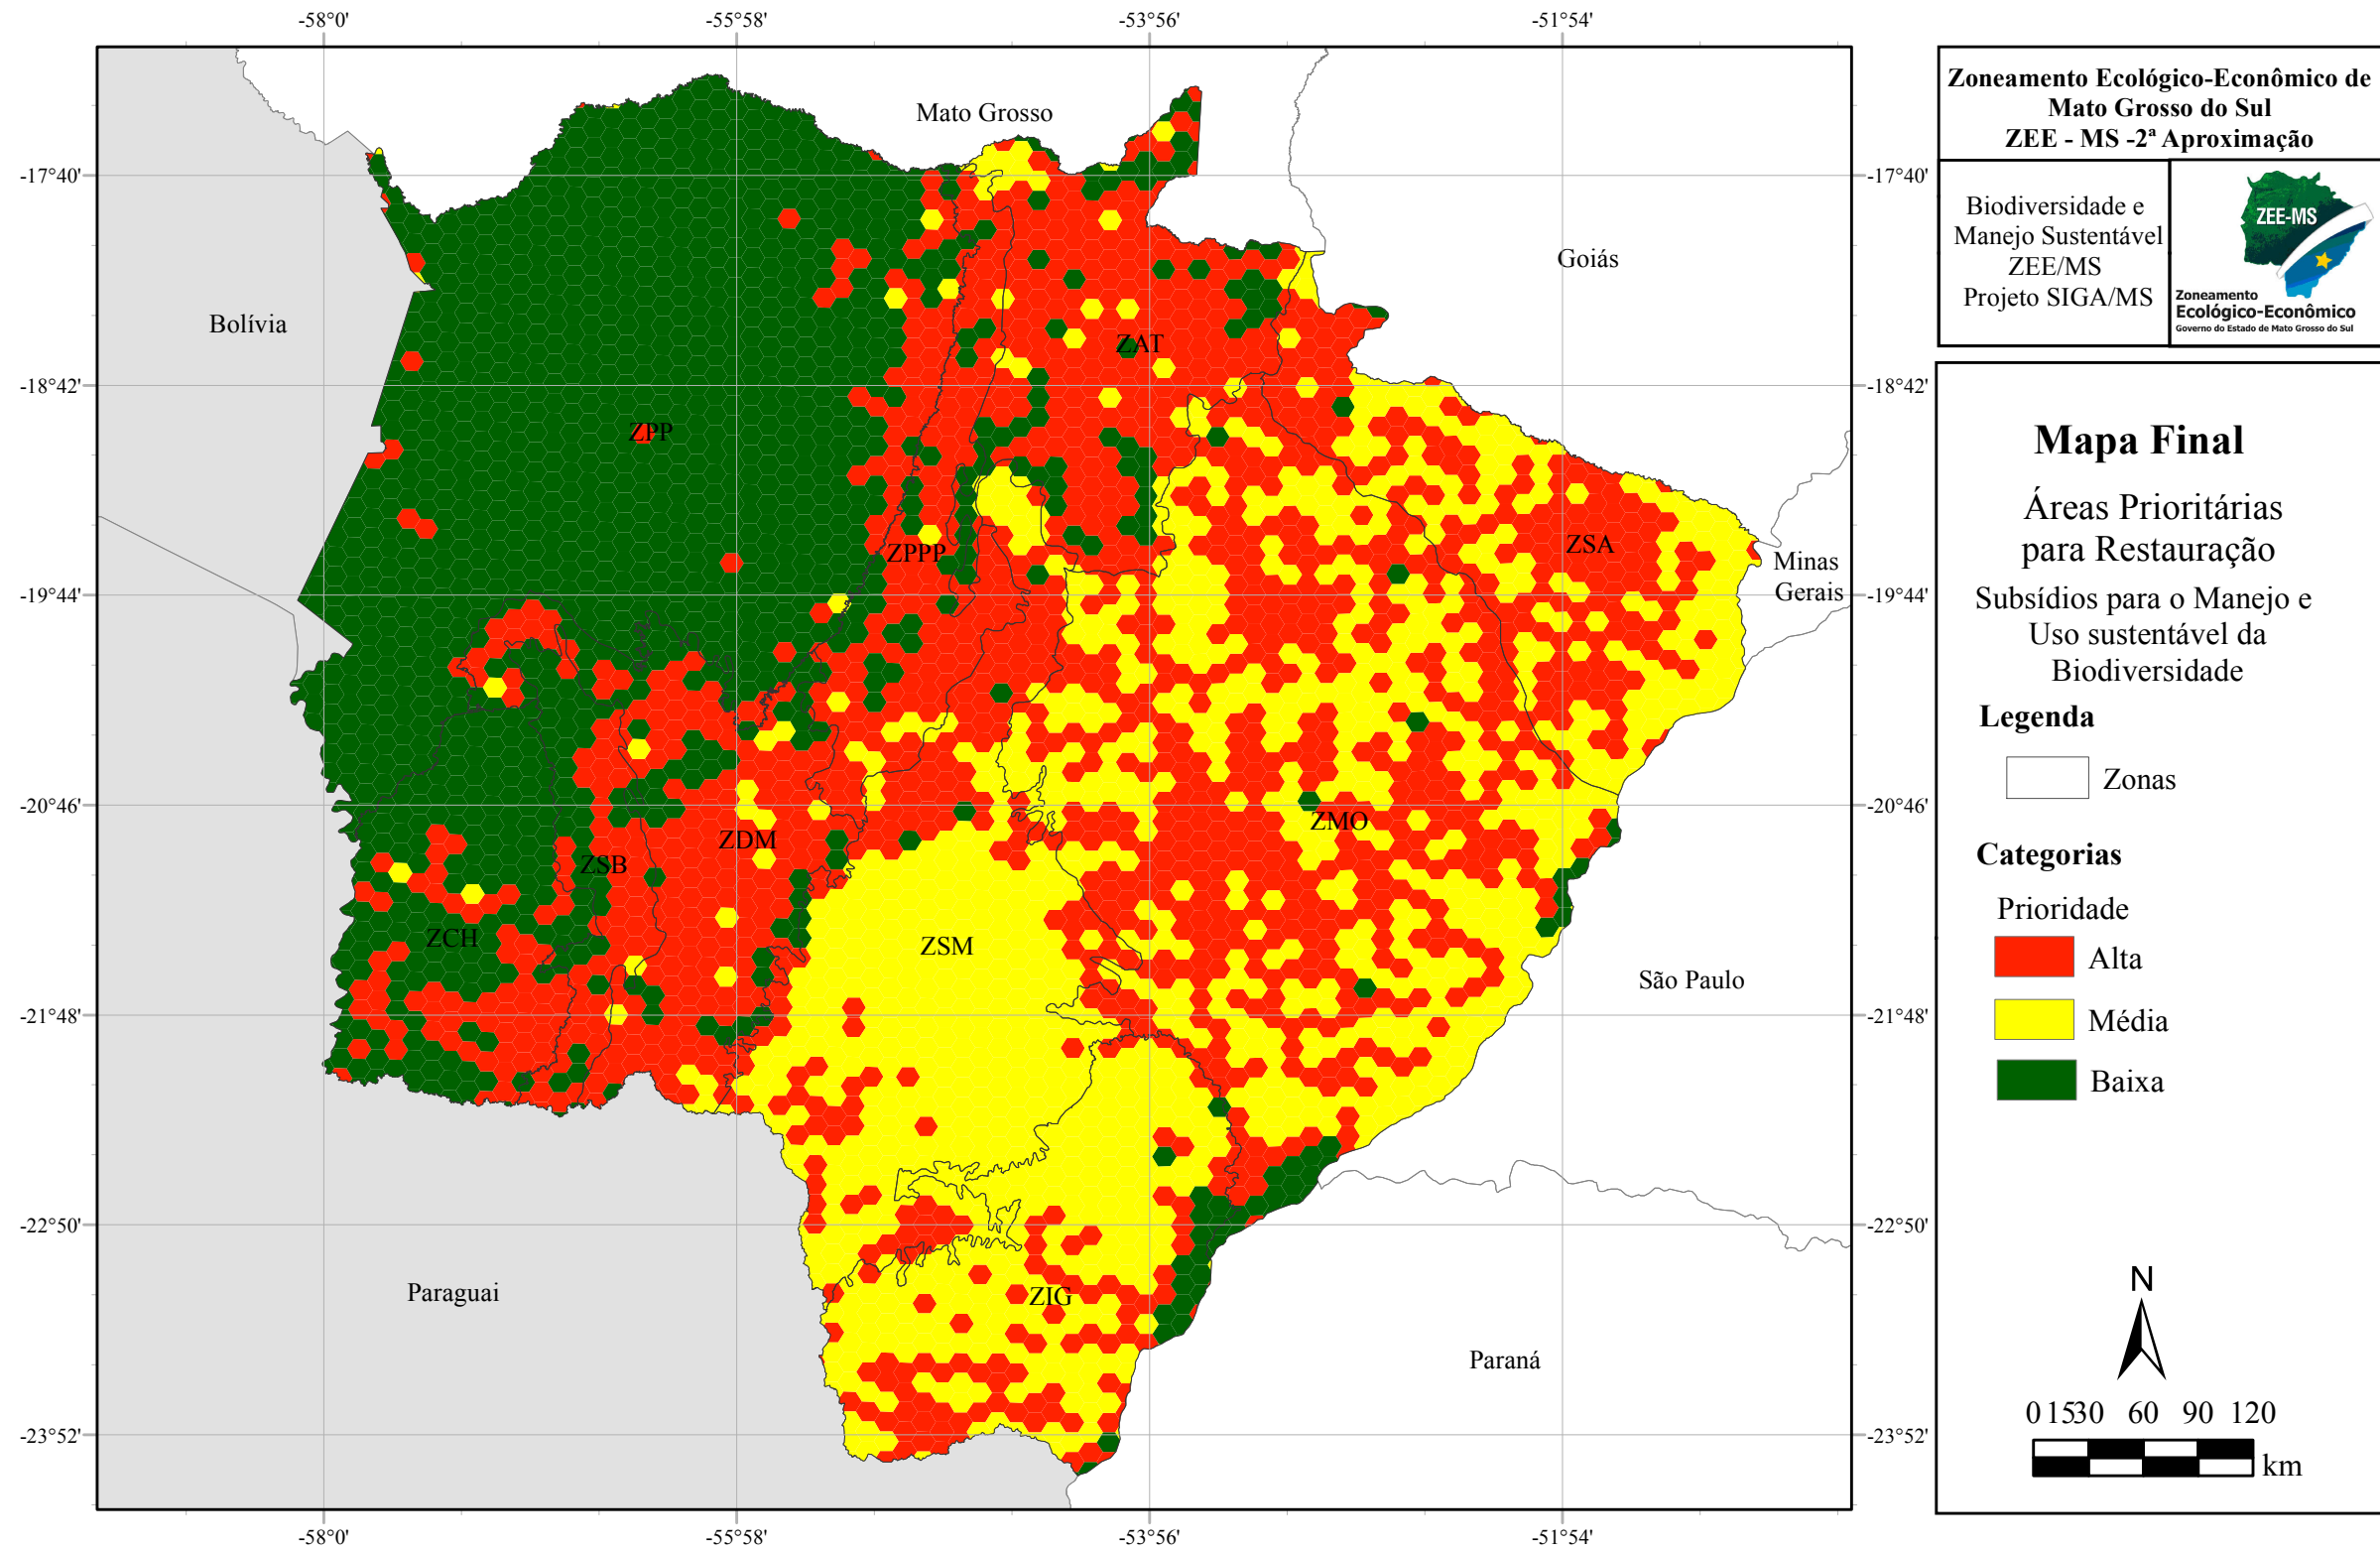 -58°0'
-55°58'
-53°56'
-51°54'
-17°40'
-18°42'
-19°44'
-20°46'
-21°48'
-22°50'
-23°52'
Mato Grosso
Goiás
Bolívia
Minas
Gerais
São Paulo
Paraná
Paraguai
ZAT
ZPP
ZPPP
ZSA
ZMO
ZDM
ZSB
ZCH
ZSM
ZIG
-17°40'
-18°42'
-19°44'
-20°46'
-21°48'
-22°50'
-23°52'
-58°0'
-55°58'
-53°56'
-51°54'
Zoneamento Ecológico-Econômico de
Mato Grosso do Sul
ZEE - MS -2ª Aproximação
Biodiversidade e
Manejo Sustentável
ZEE/MS
Projeto SIGA/MS
ZEE-MS
Zoneamento
Ecológico-Econômico
Governo do Estado de Mato Grosso do Sul
Mapa Final
Áreas Prioritárias
para Restauração
Subsídios para o Manejo e
Uso sustentável da
Biodiversidade
Legenda
Zonas
Categorias
Prioridade
Alta
Média
Baixa
N
0 1530 60 90 120
km